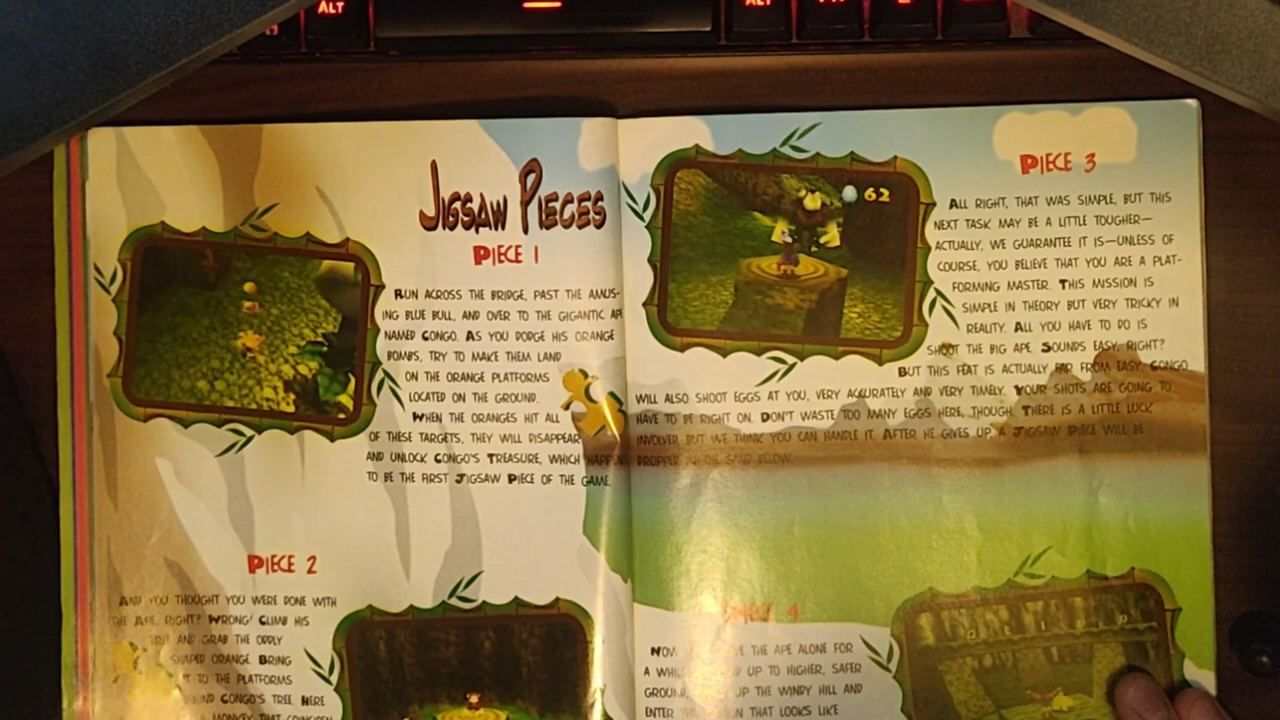 ALT
ALT
JIGSAW PIECES
PIECE 1
RUN ACROSS THE BRIDGE, PAST THE AMUS-
ING BLUE BULL, AND OVER TO THE GIGANTIC
NAMED CONGO. AS YOU DODGE HIS ORANGE
BOMBS, TRY TO MAKE THEM LAND
ON THE ORANGE PLATFORMS
LOCATED ON THE GROUND.
WHEN THE ORANGES HIT ALL
OF THESE TARGETS, THEY WILL DISAPPEAR
AND UNLOCK CONGO'S TREASURE, WHICH HAPPENS
TO BE THE FIRST JIGSAW PIECE OF THE GAME.
PIECE 2
AND YOU THOUGHT YOU WERE DONE WITH
THE APE, RIGHT? WRONG! CLIMB HIS
TREE AND GRAB THE ODDLY
SHAPED ORANGE. BRING
IT TO THE PLATFORMS
BEHIND CONGO'S TREE. HERE
MONKEY THAT
62
PIECE 3
ALL RIGHT, THAT WAS SIMPLE, BUT THIS
NEXT TASK MAY BE A LITTLE TOUGHER—
ACTUALLY, WE GUARANTEE IT IS—UNLESS OF
COURSE, YOU BELIEVE THAT YOU ARE A PLAT-
FORMING MASTER. THIS MISSION IS
SIMPLE IN THEORY BUT VERY TRICKY IN
REALITY. ALL YOU HAVE TO DO IS
SHOOT THE BIG APE. SOUNDS EASY, RIGHT?
BUT THIS FEAT IS ACTUALLY FAR FROM EASY. CONGO
WILL ALSO SHOOT EGGS AT YOU, VERY ACCURATELY AND VERY TIMELY. YOUR SHOTS ARE GOING TO
HAVE TO BE RIGHT ON. DON'T WASTE TOO MANY EGGS HERE, THOUGH. THERE IS A LITTLE LUCK
INVOLVED, BUT WE THINK YOU CAN HANDLE IT. AFTER HE GIVES UP A JIGSAW PIECE WILL BE
DROPPED IN THE SAND BELOW.
PIECE 4
NOW THE APE ALONE FOR
A WHILE UP TO HIGHER, SAFER
GROUND. UP THE WINDY HILL AND
ENTER THAT LOOKS LIKE